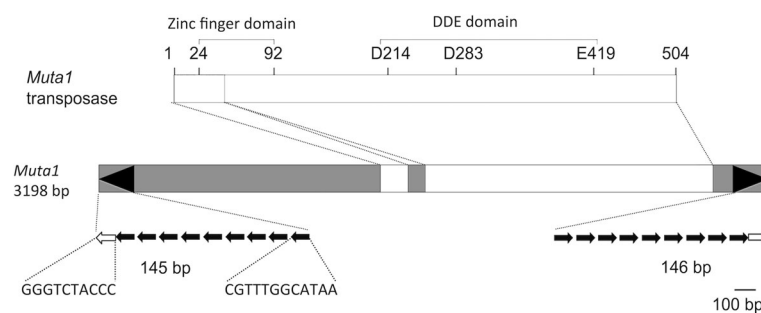 Zinc finger domain
DDE domain
1 24 92 D214 D283 E419 504
Muta1
transposase
Muta1
3198 bp
145 bp
146 bp
GGGTCTACCC
CGTTTGGCATAA
100 bp